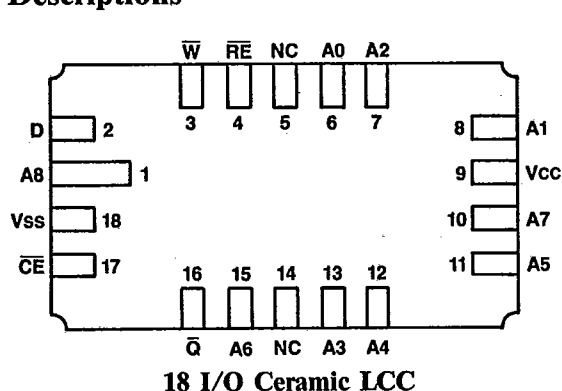 Descriptions
W̅ R̅E̅ NC A0 A2
3 4 5 6 7
D 2 8 A1
A8 1 9 VCC
VSS 18 10 A7
C̅E̅ 17 11 A5
16 15 14 13 12
Q̅ A6 NC A3 A4
18 I/O Ceramic LCC